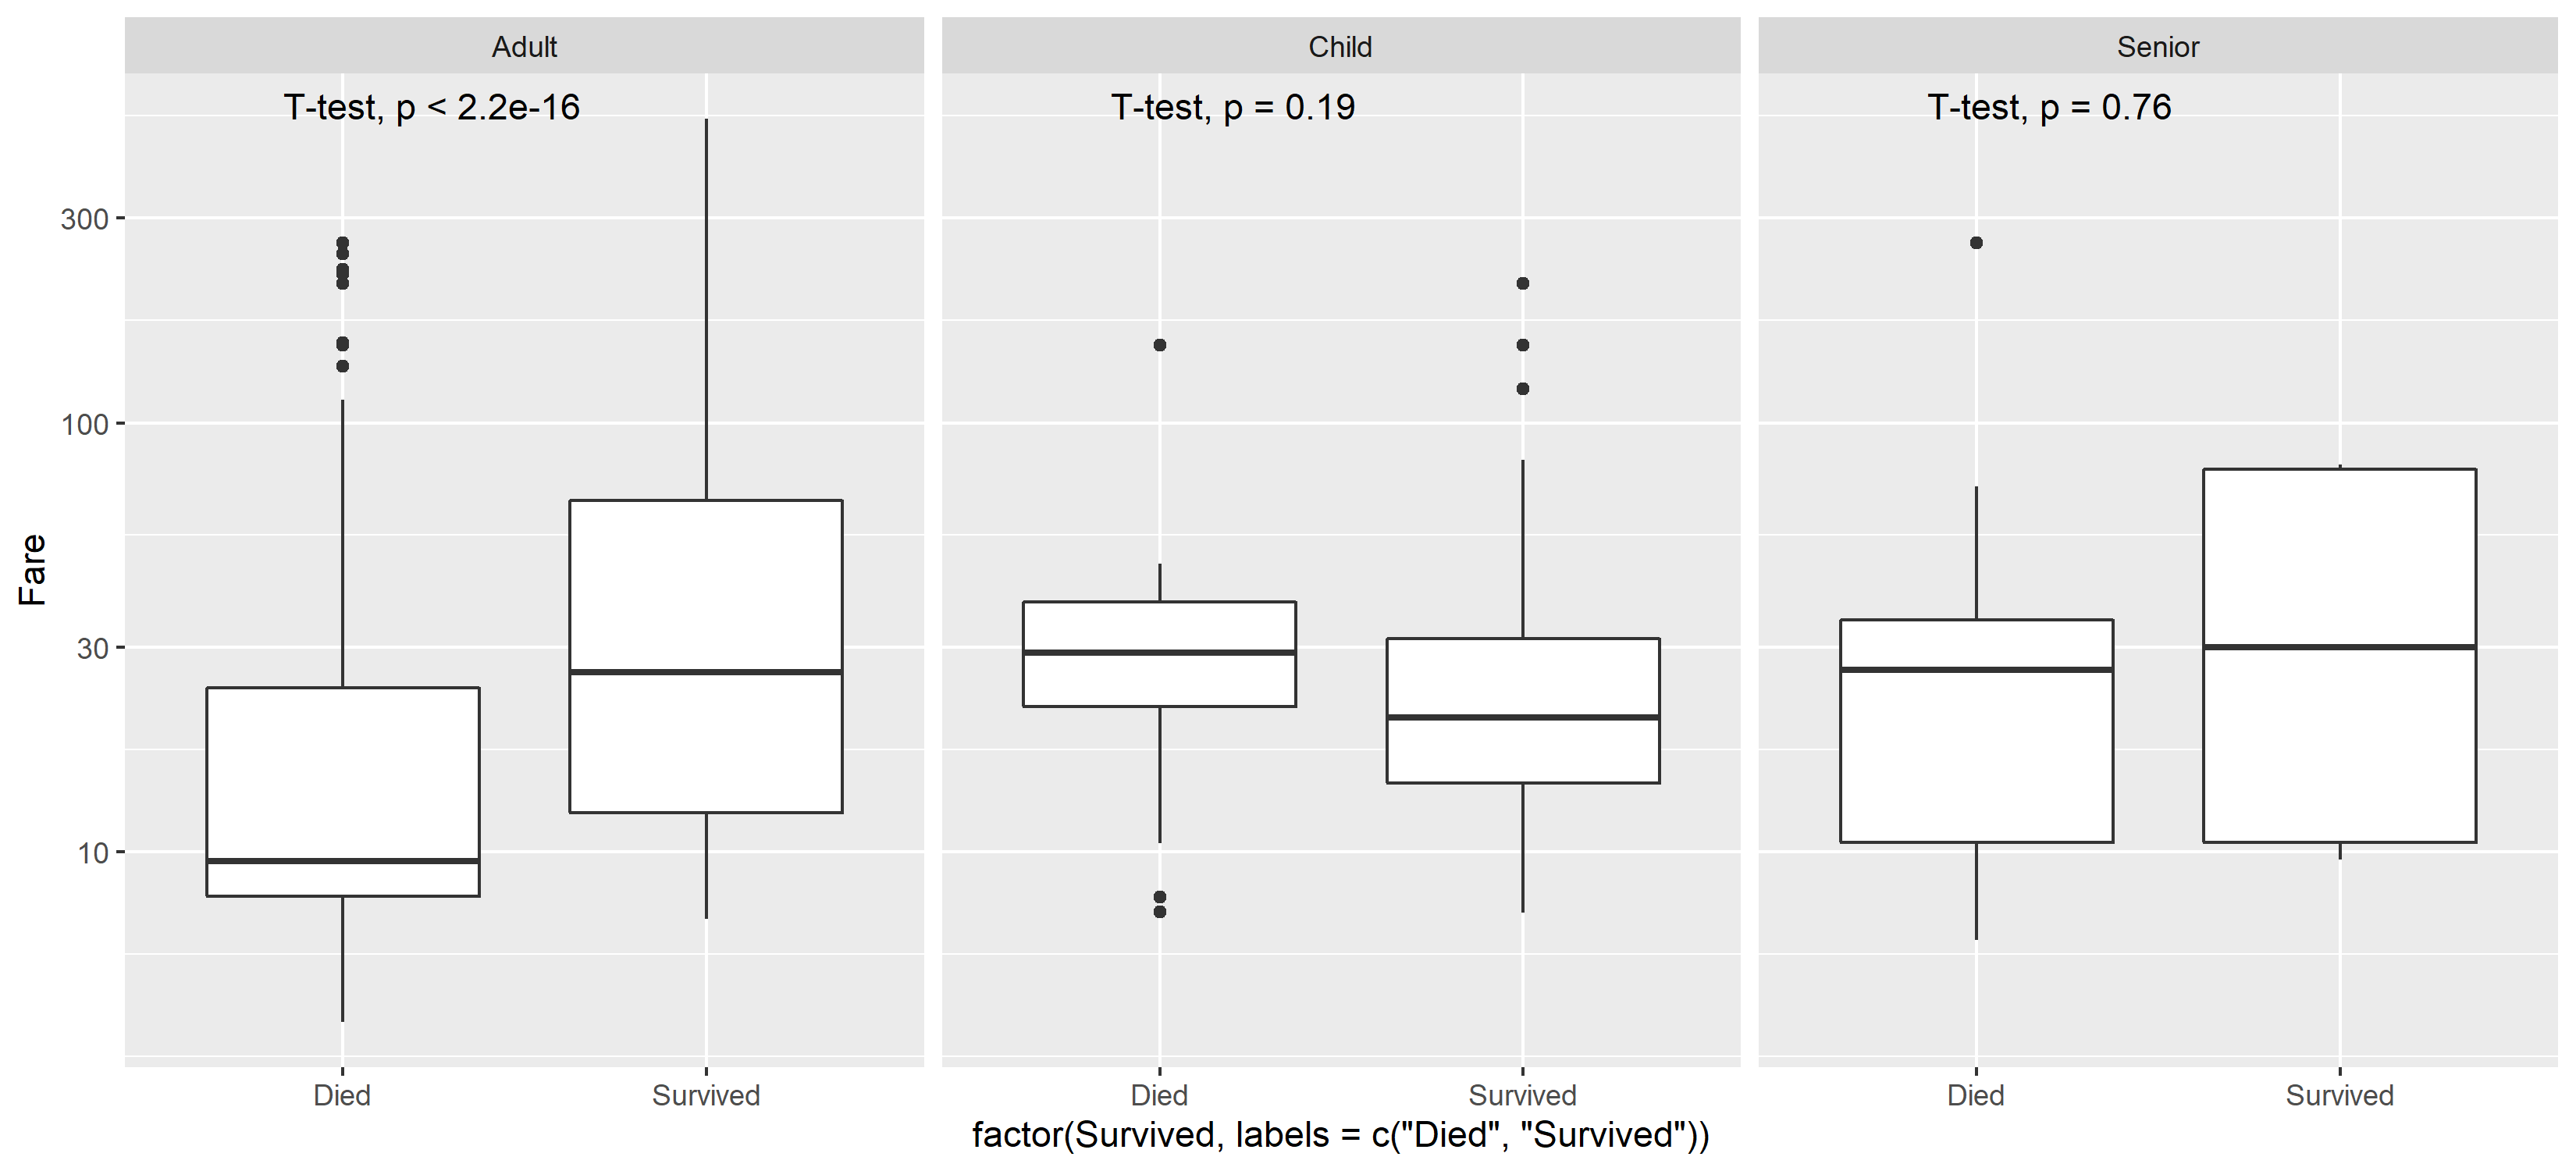 Adult
Child
Senior
T-test, p < 2.2e-16
T-test, p = 0.19
T-test, p = 0.76
Fare
300
100
30
10
Died
Survived
Died
Survived
Died
Survived
factor(Survived, labels = c("Died", "Survived"))